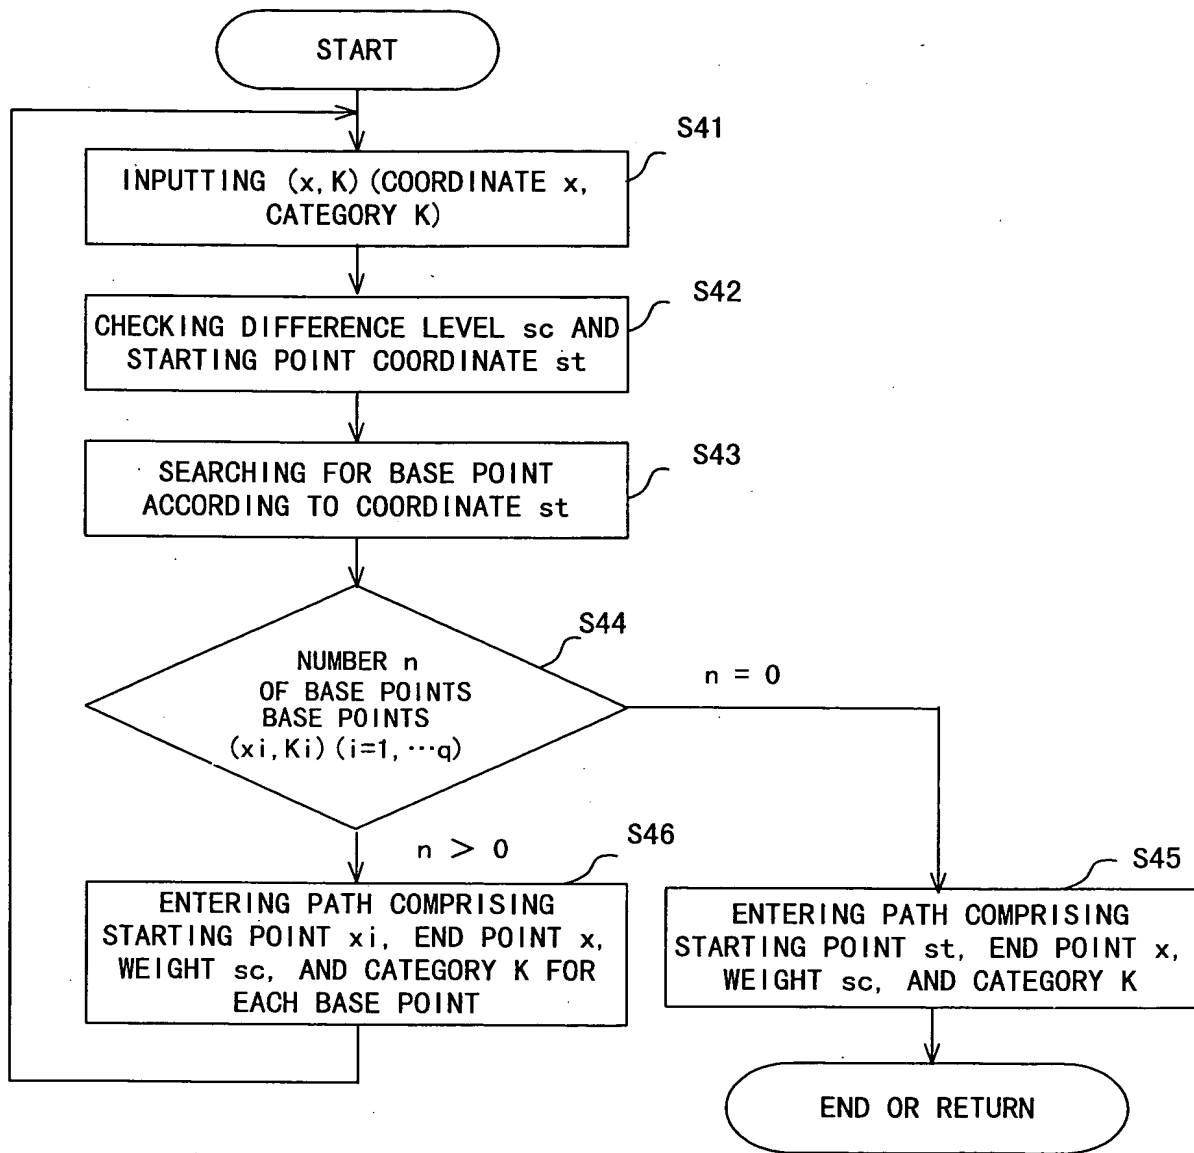 START
S41
INPUTTING (x,K)(COORDINATE x,
CATEGORY K)
S42
CHECKING DIFFERENCE LEVEL sc AND
STARTING POINT COORDINATE st
S43
SEARCHING FOR BASE POINT
ACCORDING TO COORDINATE st
S44
NUMBER n
OF BASE POINTS
BASE POINTS
(xi,Ki)(i=1, ···q)
n = 0
n > 0
S46
ENTERING PATH COMPRISING
STARTING POINT xi, END POINT x,
WEIGHT sc, AND CATEGORY K FOR
EACH BASE POINT
S45
ENTERING PATH COMPRISING
STARTING POINT st, END POINT x,
WEIGHT sc, AND CATEGORY K
END OR RETURN